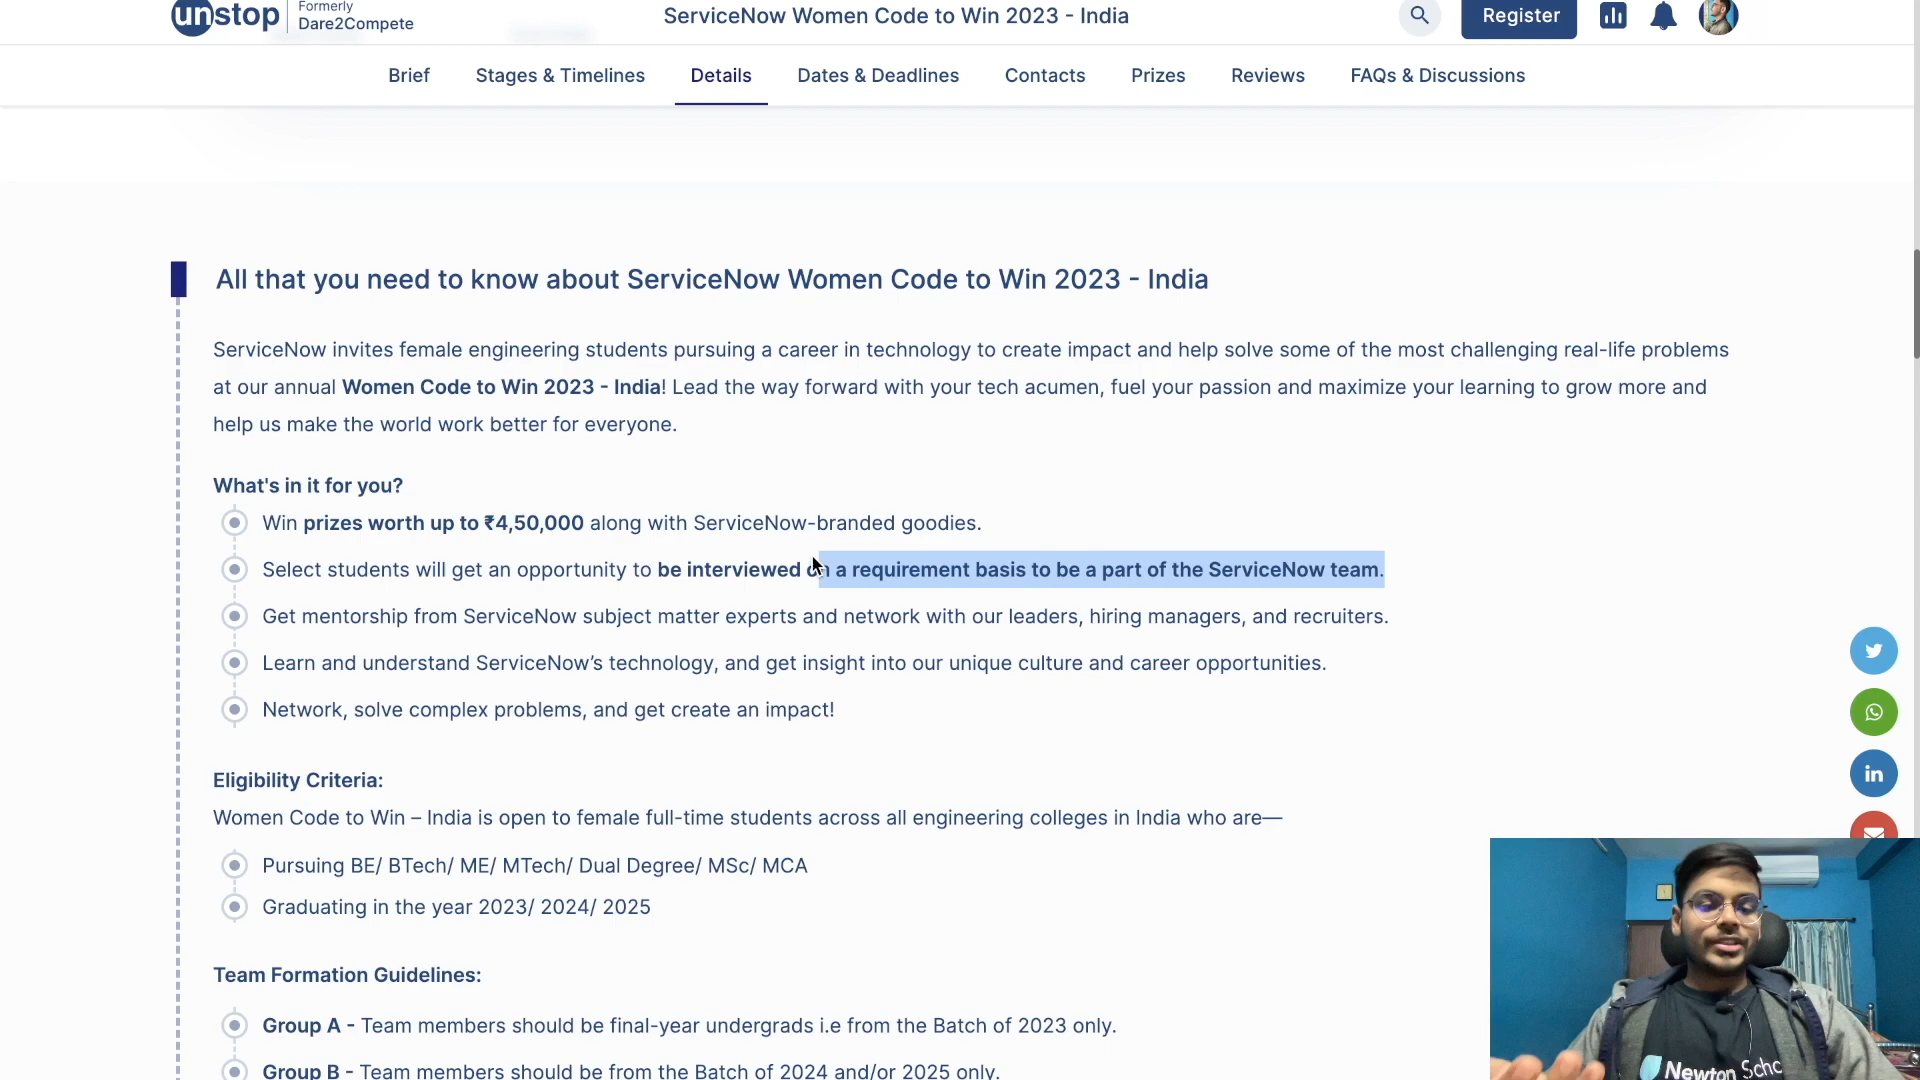 unstop
Formerly
Dare2Compete
ServiceNow Women Code to Win 2023 - India
Register
Brief
Stages & Timelines
Details
Dates & Deadlines
Contacts
Prizes
Reviews
FAQs & Discussions
All that you need to know about ServiceNow Women Code to Win 2023 - India
ServiceNow invites female engineering students pursuing a career in technology to create impact and help solve some of the most challenging real-life problems
at our annual Women Code to Win 2023 - India! Lead the way forward with your tech acumen, fuel your passion and maximize your learning to grow more and
help us make the world work better for everyone.
What's in it for you?
Win prizes worth up to ₹4,50,000 along with ServiceNow-branded goodies.
Select students will get an opportunity to be interviewed on a requirement basis to be a part of the ServiceNow team.
Get mentorship from ServiceNow subject matter experts and network with our leaders, hiring managers, and recruiters.
Learn and understand ServiceNow’s technology, and get insight into our unique culture and career opportunities.
Network, solve complex problems, and get create an impact!
Eligibility Criteria:
Women Code to Win – India is open to female full-time students across all engineering colleges in India who are—
Pursuing BE/ BTech/ ME/ MTech/ Dual Degree/ MSc/ MCA
Graduating in the year 2023/ 2024/ 2025
Team Formation Guidelines:
Group A - Team members should be final-year undergrads i.e from the Batch of 2023 only.
Group B - Team members should be from the Batch of 2024 and/or 2025 only.
in
Newton Scho